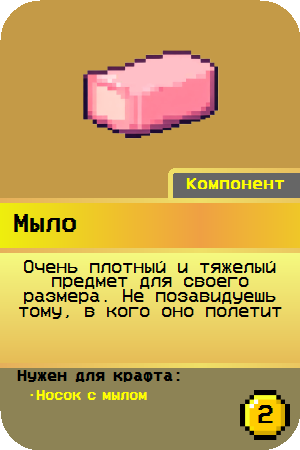 Компонент
Мыло
Очень плотный и тяжелый
предмет для своего
размера. Не позавидуешь
тому, в кого оно полетит
Нужен для крафта:
·Носок с мылом
2